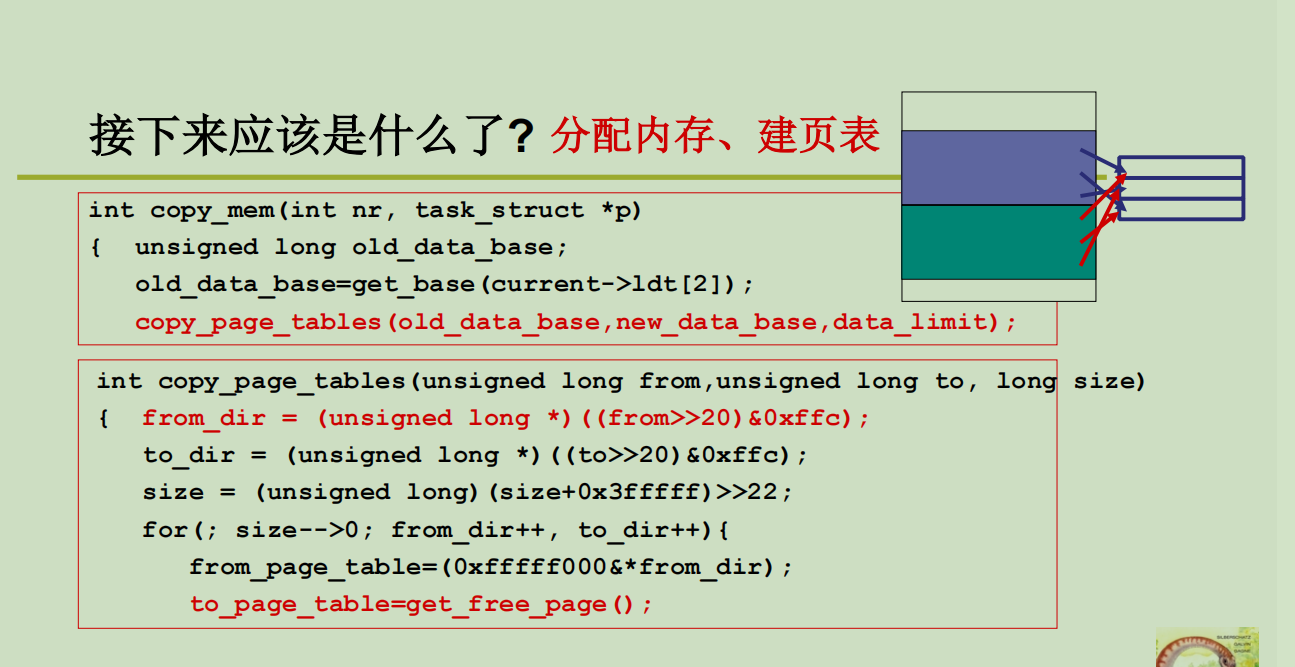 接下来应该是什么了? 分配内存、建页表
int copy_mem(int nr, task_struct *p)
{ unsigned long old_data_base;
old_data_base=get_base(current->ldt[2]);
copy_page_tables(old_data_base,new_data_base,data_limit);
int copy_page_tables(unsigned long from,unsigned long to, long size)
{ from_dir = (unsigned long *)((from>>20)&0xffc);
to_dir = (unsigned long *)((to>>20)&0xffc);
size = (unsigned long)(size+0x3fffff)>>22;
for(; size-->0; from_dir++, to_dir++){
from_page_table=(0xfffff000&*from_dir);
to_page_table=get_free_page();